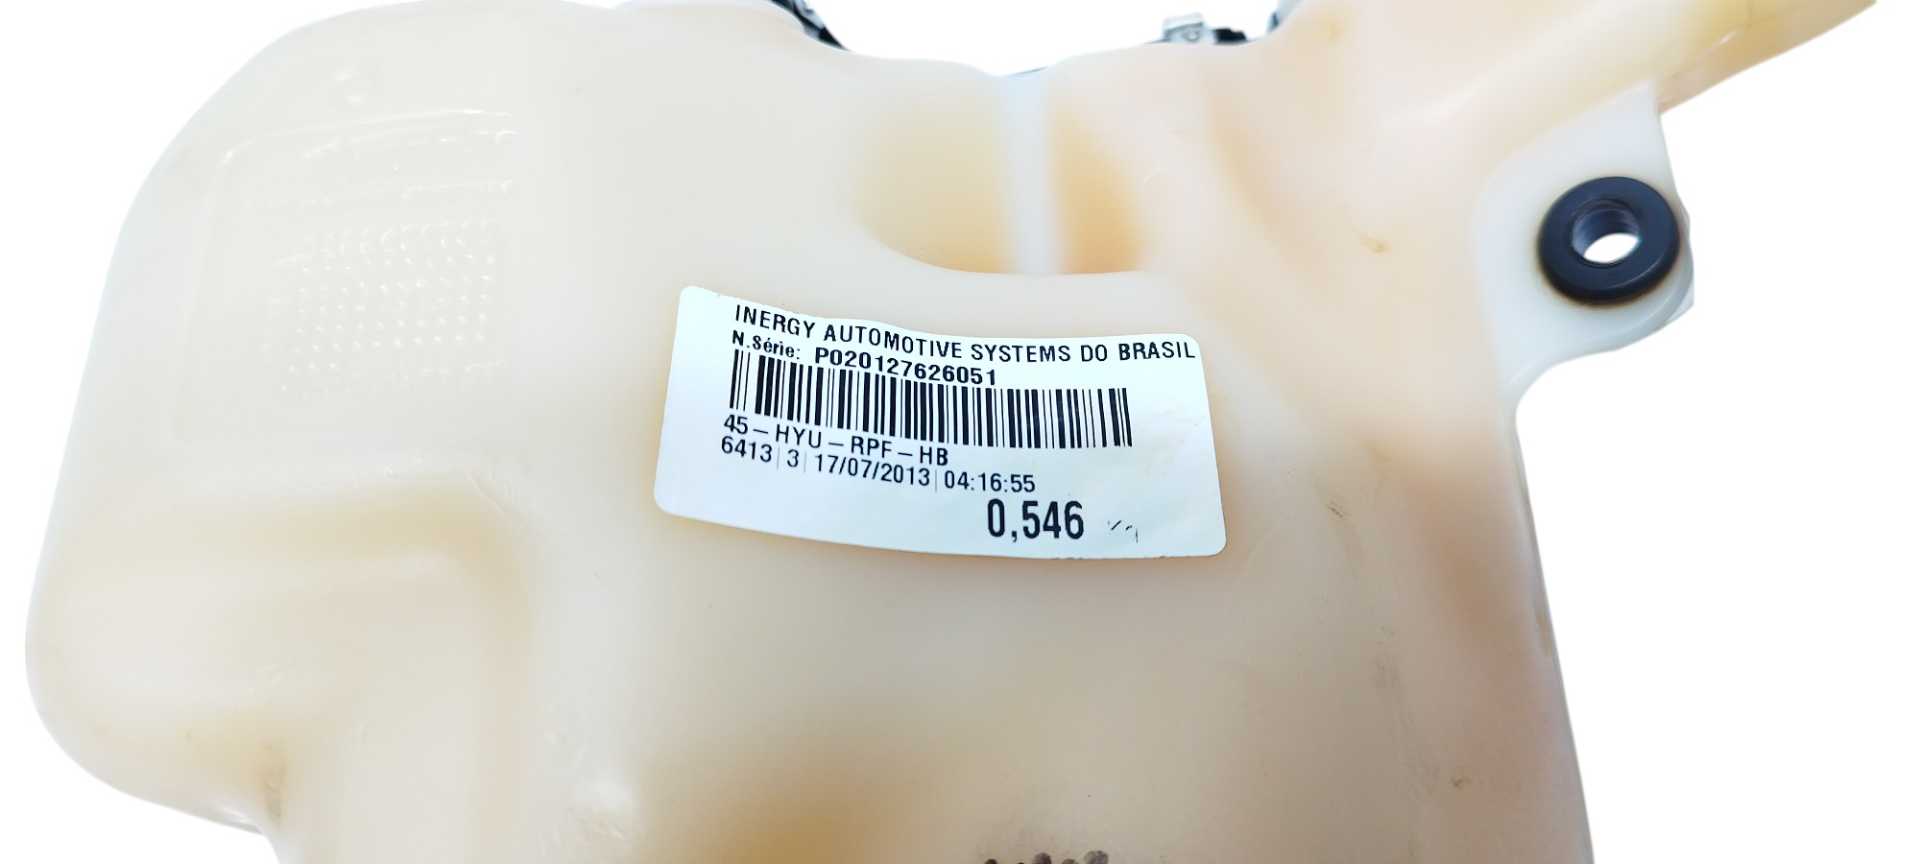 INERGY AUTOMOTIVE SYSTEMS DO BRASIL
N.Série: P020127626051
45-HYU-RPF-HB
6413|3|17/07/2013|04:16:55
0,546